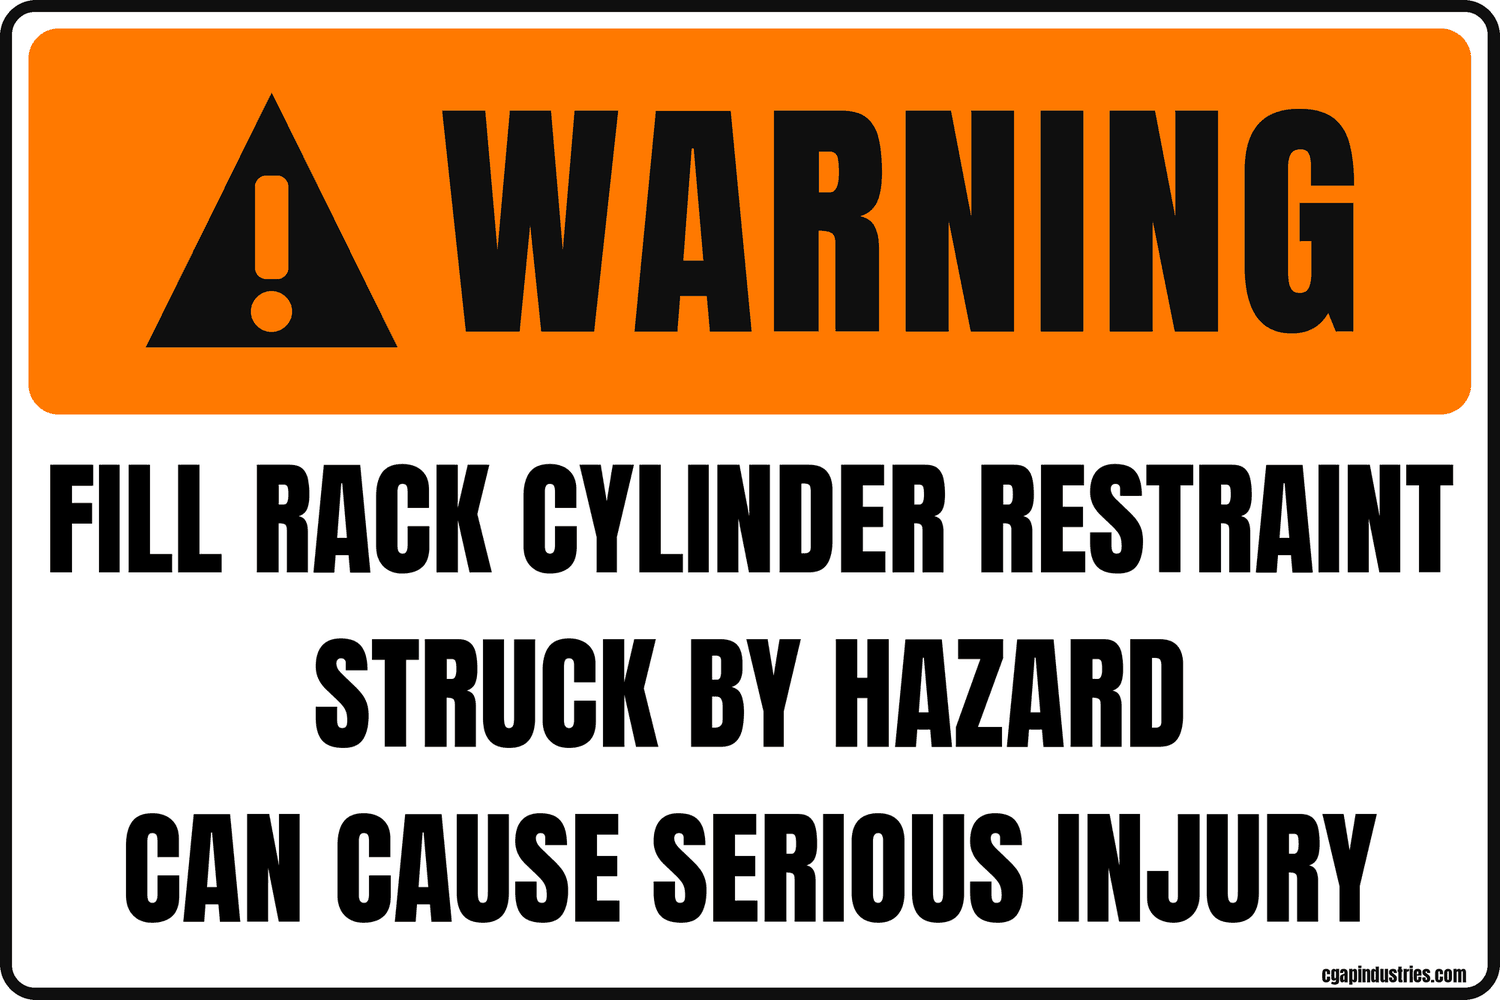 WARNING
FILL RACK CYLINDER RESTRAINT
STRUCK BY HAZARD
CAN CAUSE SERIOUS INJURY
cgapindustries.com